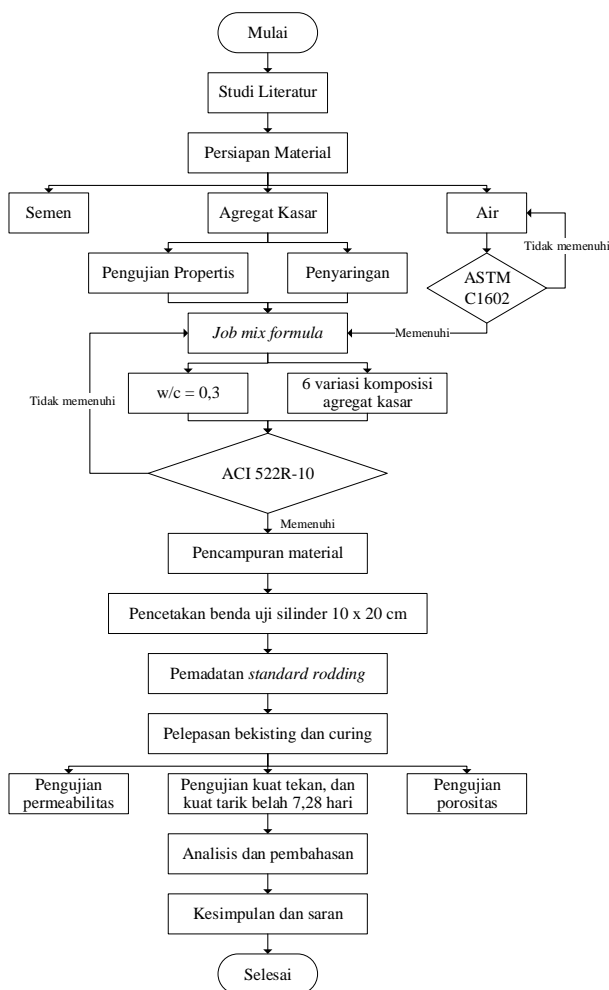 Mulai
Studi Literatur
Persiapan Material
Semen
Agregat Kasar
Air
Tidak memenuhi
Pengujian Propertis
Penyaringan
ASTM
C1602
Job mix formula
Memenuhi
w/c = 0,3
6 variasi komposisi
agregat kasar
Tidak memenuhi
ACI 522R-10
Memenuhi
Pencampuran material
Pencetakan benda uji silinder 10 x 20 cm
Pemadatan standard rodding
Pelepasan bekisting dan curing
Pengujian
permeabilitas
Pengujian kuat tekan, dan
kuat tarik belah 7,28 hari
Pengujian
porositas
Analisis dan pembahasan
Kesimpulan dan saran
Selesai